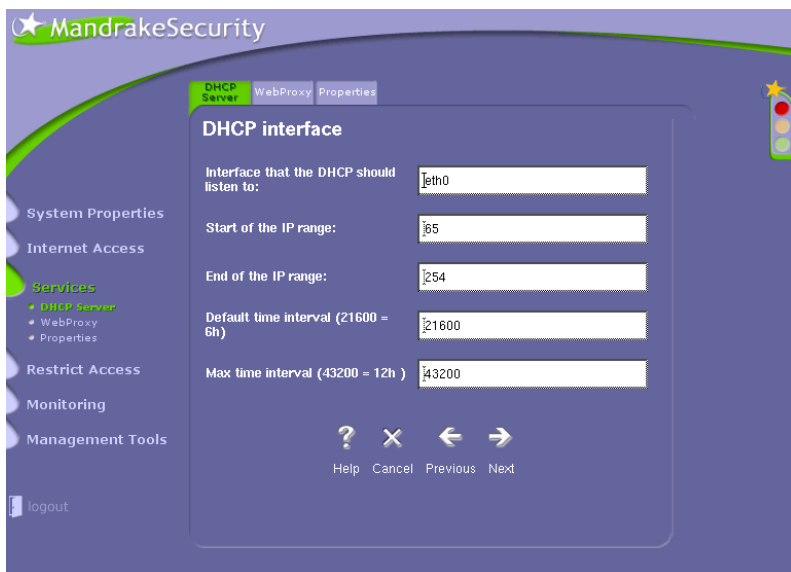 MandrakeSecurity
DHCP
Server
WebProxy
Properties
DHCP interface
Interface that the DHCP should
listen to:
eth0
Start of the IP range:
65
End of the IP range:
254
Default time interval (21600 =
6h)
21600
Max time interval (43200 = 12h )
43200
Help
Cancel
Previous
Next
System Properties
Internet Access
Services
DHCP Server
WebProxy
Properties
Restrict Access
Monitoring
Management Tools
logout